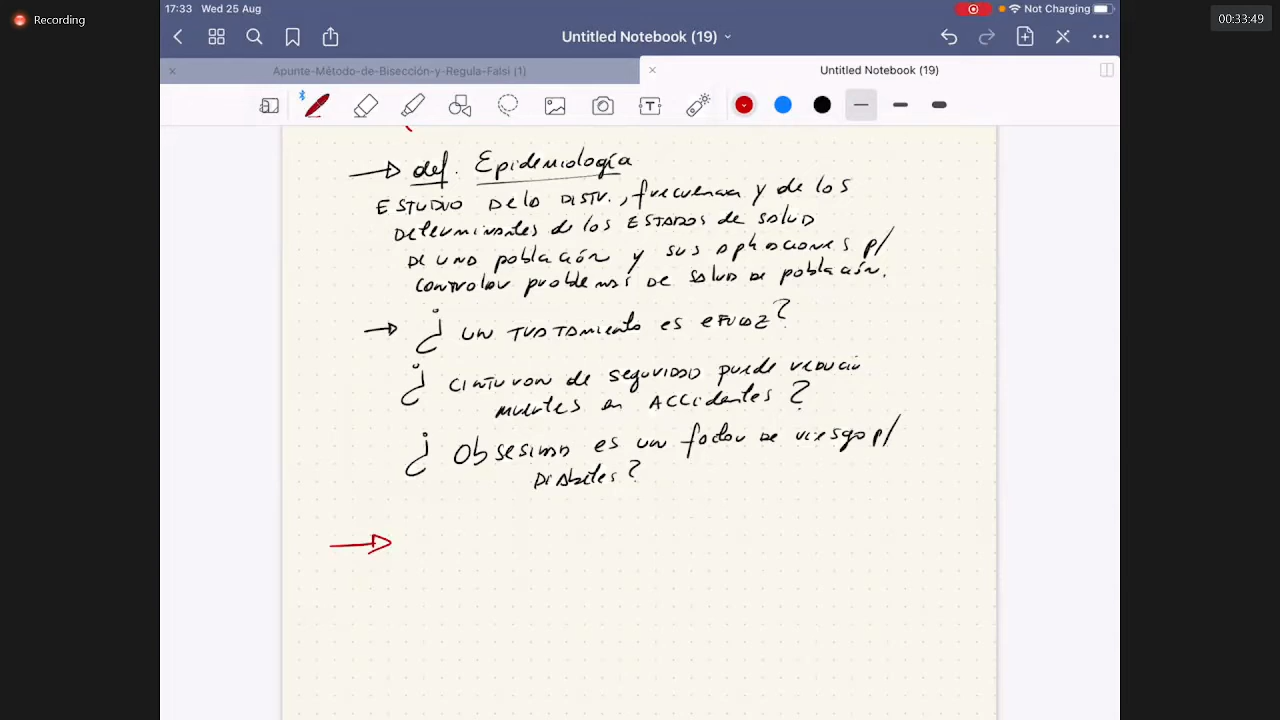 Recording
17:33 Wed 25 Aug
Not Charging
00:33:49
Untitled Notebook (19)
Apunte-Método-de-Bisección-y-Regula-Falsi (1)
Untitled Notebook (19)
T
def. Epidemiología
ESTUDIO DE LA DISTR., frecuencia y de los
Determinantes de los ESTADOS de salud
DE UNA población y sus aplicaciones p/
controlar problemas DE SALUD DE población.
¿ UN TRATAMIENTO es eficaz?
¿ CINTURON de seguridad puede reducir
muertes en ACCidentes ?
¿ Obsesidad es un factor DE riesgo p/
DIAbetes ?